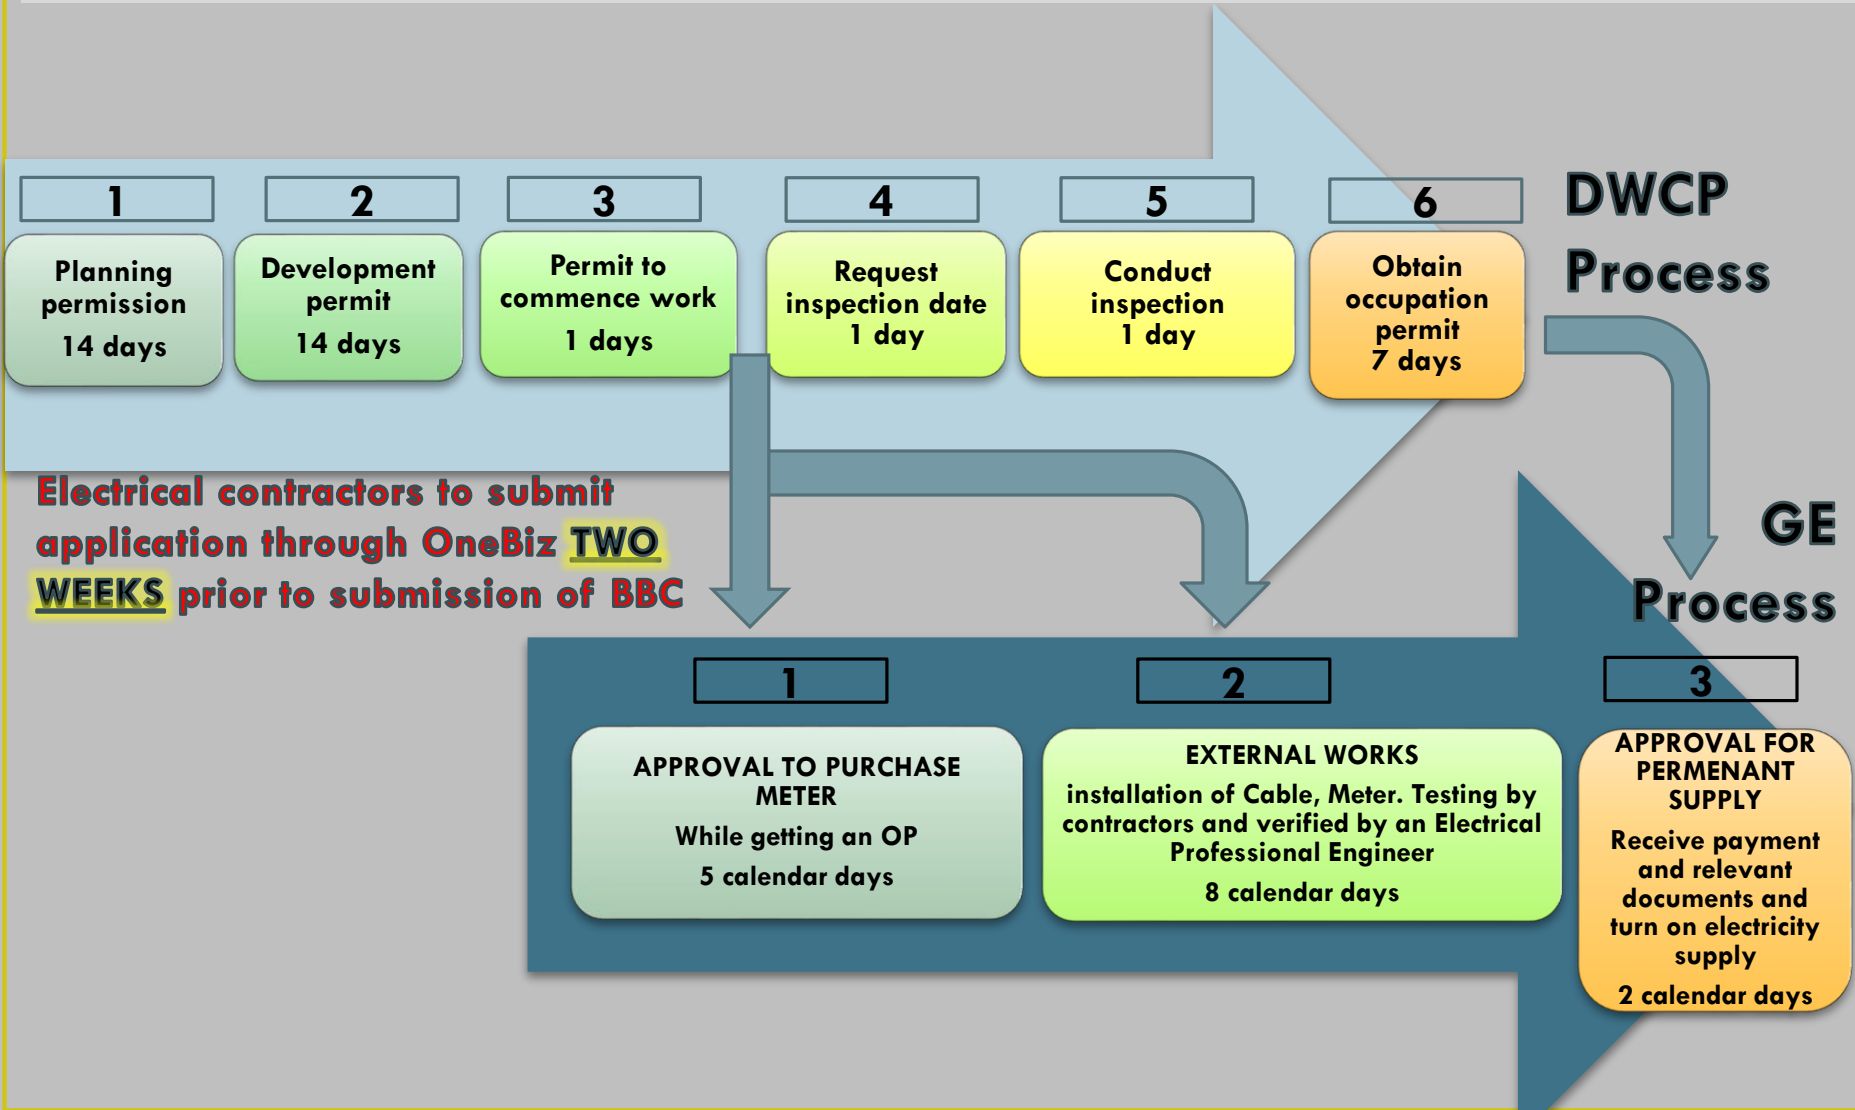 1
Planning
permission
14 days
2
Development
permit
14 days
3
Permit to
commence work
1 days
4
Request
inspection date
1 day
5
Conduct
inspection
1 day
6
Obtain
occupation
permit
7 days
DWCP
Process
Electrical contractors to submit
application through OneBiz TWO
WEEKS prior to submission of BBC
GE
Process
1
APPROVAL TO PURCHASE
METER
While getting an OP
5 calendar days
2
EXTERNAL WORKS
installation of Cable, Meter. Testing by
contractors and verified by an Electrical
Professional Engineer
8 calendar days
3
APPROVAL FOR
PERMENANT
SUPPLY
Receive payment
and relevant
documents and
turn on electricity
supply
2 calendar days